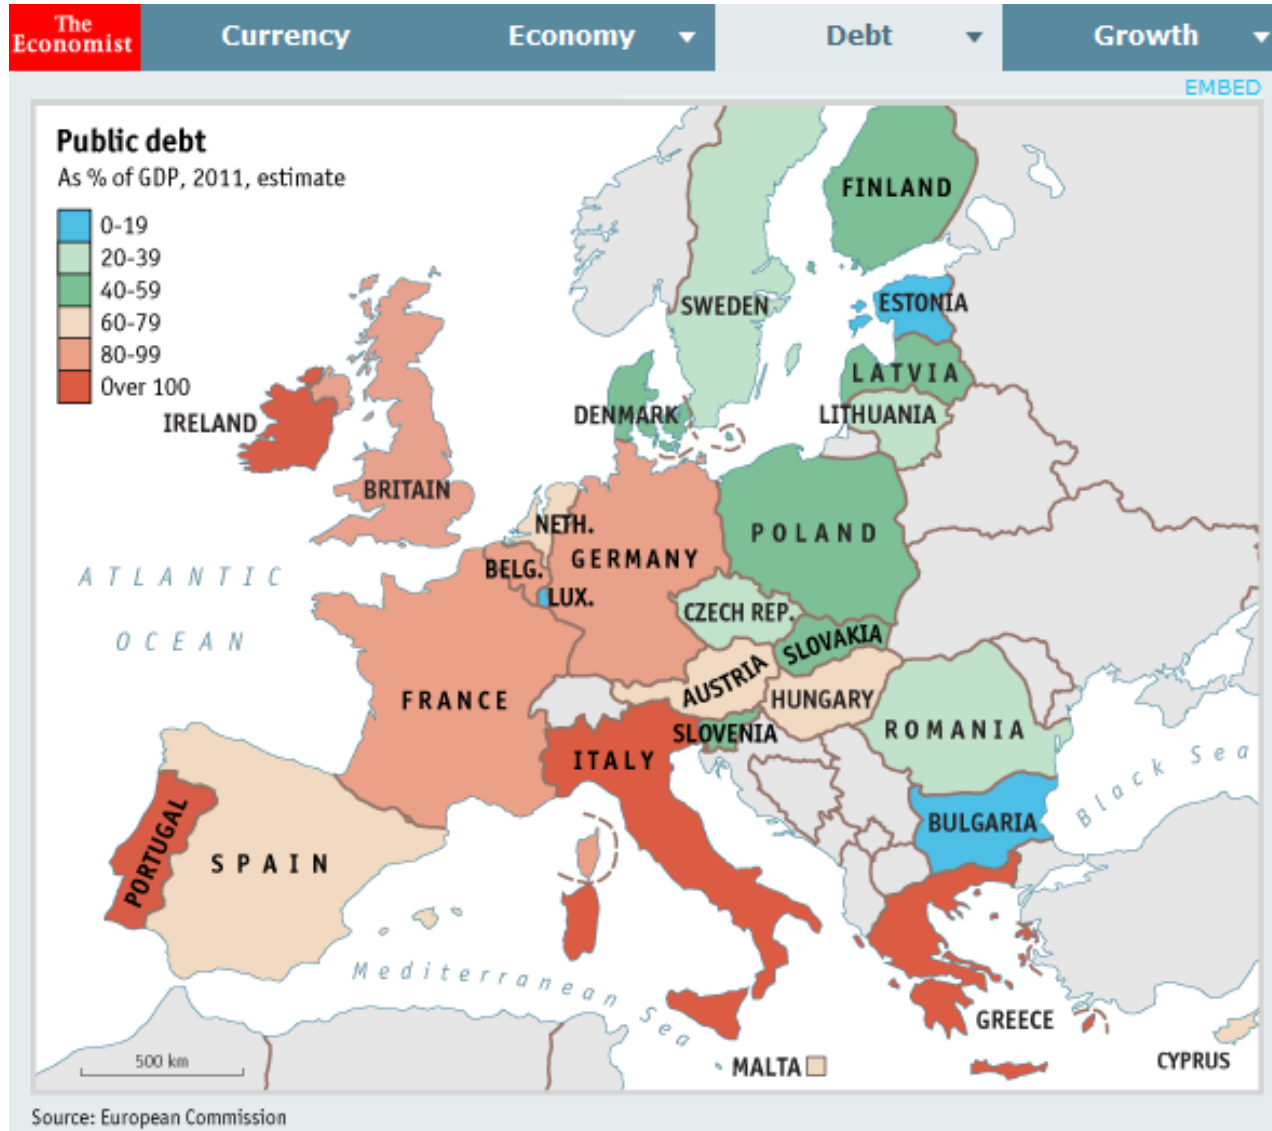 The
Economist
Currency
Economy
Debt
Growth
EMBED
Public debt
As % of GDP, 2011, estimate
0-19
20-39
40-59
60-79
80-99
Over 100
FINLAND
SWEDEN
ESTONIA
LATVIA
LITHUANIA
DENMARK
IRELAND
BRITAIN
NETH.
POLAND
GERMANY
BELG.
LUX.
ATLANTIC
OCEAN
CZECH REP.
SLOVAKIA
AUSTRIA
HUNGARY
FRANCE
ROMANIA
SLOVENIA
ITALY
Black Sea
BULGARIA
PORTUGAL
SPAIN
Mediterranean Sea
GREECE
CYPRUS
MALTA
500 km
Source: European Commission